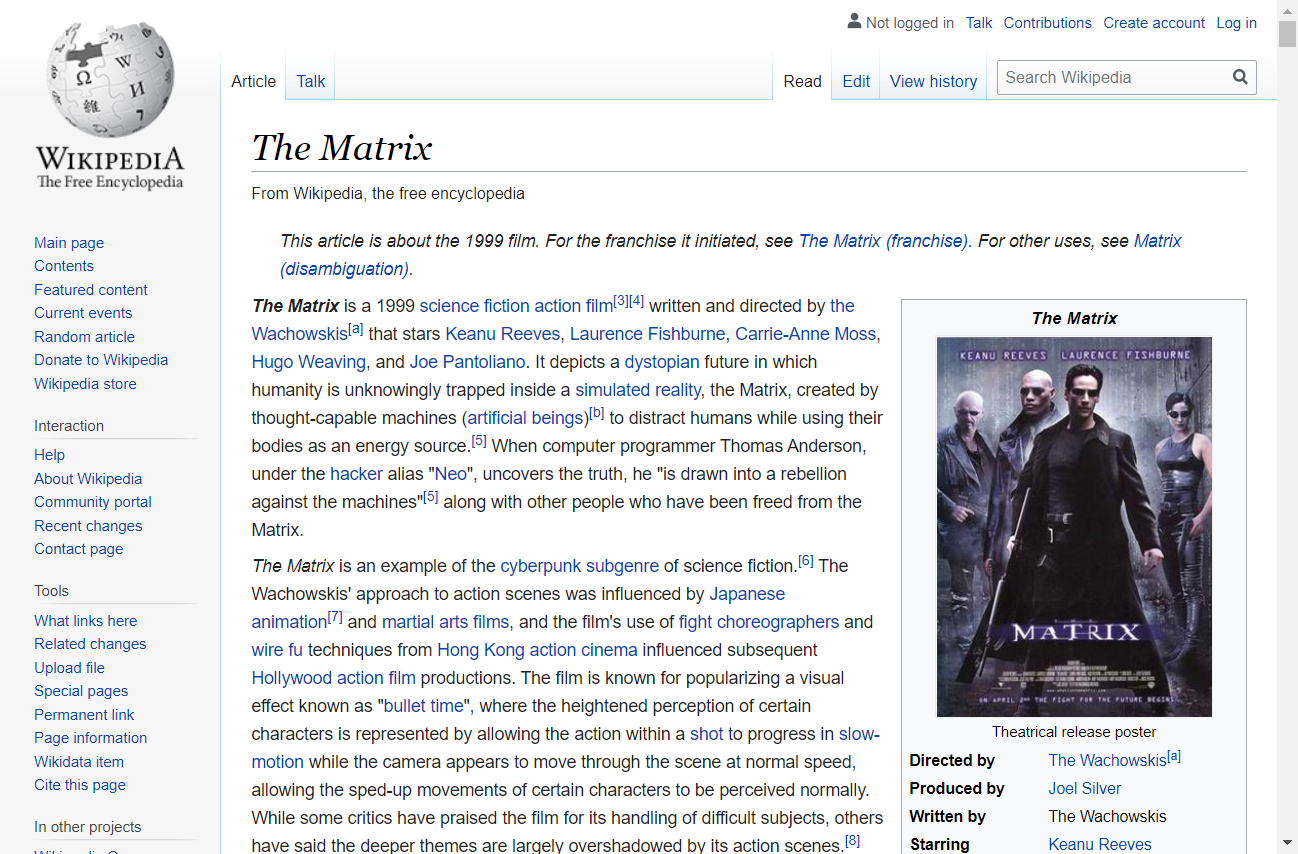 Not logged in Talk Contributions Create account Log in
Article Talk Read Edit View history Search Wikipedia
WIKIPEDIA
The Free Encyclopedia
Main page
Contents
Featured content
Current events
Random article
Donate to Wikipedia
Wikipedia store
Interaction
Help
About Wikipedia
Community portal
Recent changes
Contact page
Tools
What links here
Related changes
Upload file
Special pages
Permanent link
Page information
Wikidata item
Cite this page
In other projects
The Matrix
From Wikipedia, the free encyclopedia
This article is about the 1999 film. For the franchise it initiated, see The Matrix (franchise). For other uses, see Matrix
(disambiguation).
The Matrix is a 1999 science fiction action film[3][4] written and directed by the
Wachowskis[a] that stars Keanu Reeves, Laurence Fishburne, Carrie-Anne Moss,
Hugo Weaving, and Joe Pantoliano. It depicts a dystopian future in which
humanity is unknowingly trapped inside a simulated reality, the Matrix, created by
thought-capable machines (artificial beings)[b] to distract humans while using their
bodies as an energy source.[5] When computer programmer Thomas Anderson,
under the hacker alias "Neo", uncovers the truth, he "is drawn into a rebellion
against the machines"[5] along with other people who have been freed from the
Matrix.
The Matrix is an example of the cyberpunk subgenre of science fiction.[6] The
Wachowskis' approach to action scenes was influenced by Japanese
animation[7] and martial arts films, and the film's use of fight choreographers and
wire fu techniques from Hong Kong action cinema influenced subsequent
Hollywood action film productions. The film is known for popularizing a visual
effect known as "bullet time", where the heightened perception of certain
characters is represented by allowing the action within a shot to progress in slow-
motion while the camera appears to move through the scene at normal speed,
allowing the sped-up movements of certain characters to be perceived normally.
While some critics have praised the film for its handling of difficult subjects, others
have said the deeper themes are largely overshadowed by its action scenes.[8]
The Matrix
KEANU REEVES LAURENCE FISHBURNE
THE
MATRIX
ON APRIL 2ND THE FIGHT FOR THE FUTURE BEGINS
Theatrical release poster
Directed by The Wachowskis[a]
Produced by Joel Silver
Written by The Wachowskis
Starring Keanu Reeves